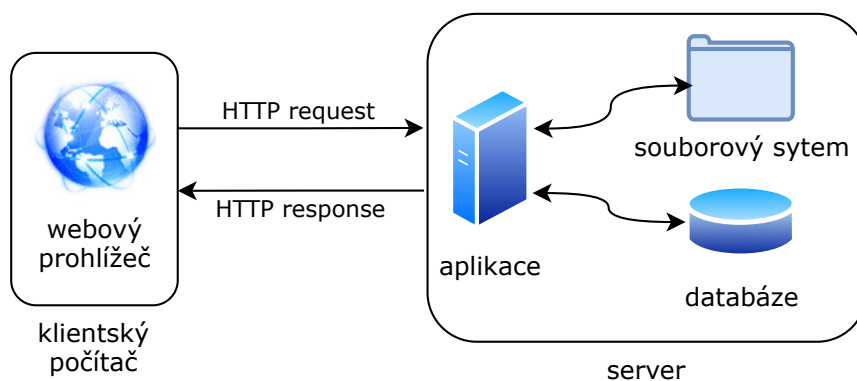 HTTP request
HTTP response
webový
prohlížeč
klientský
počítač
souborový sytem
aplikace
databáze
server